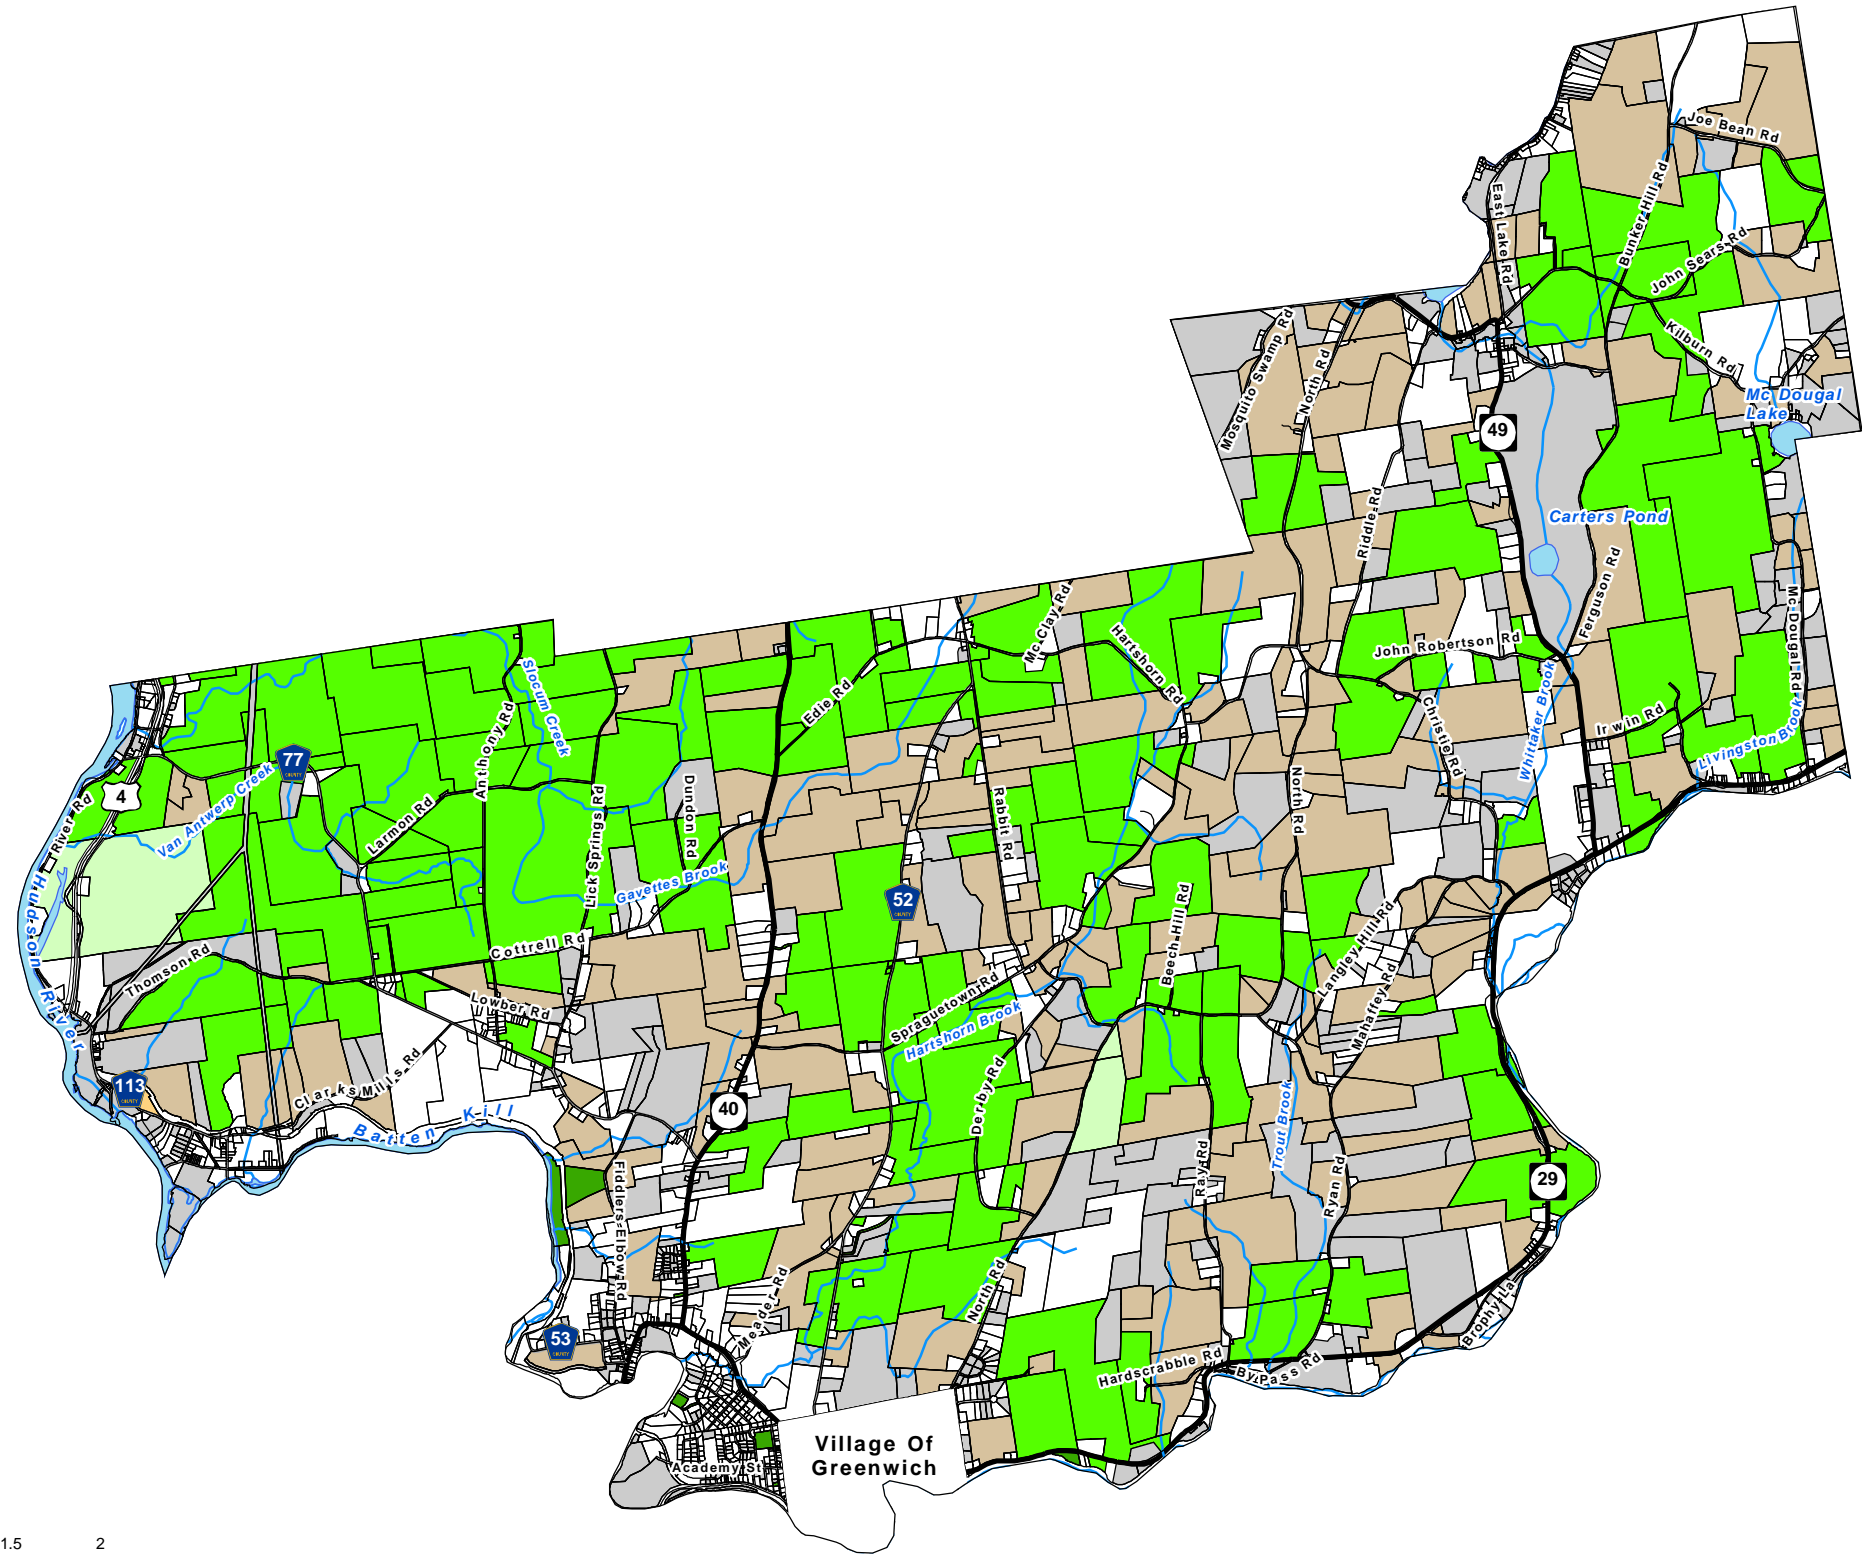 Joe Bean Rd
Bunker Hill Rd
East Lake Rd
John Sears Rd
Kilburn Rd
Mosquito Swamp Rd
North Rd
Mc Dougal
Lake
49
Riddle Rd
Carters Pond
Ferguson Rd
Mc Dougal Rd
Mc Clay Rd
Hartshorn Rd
John Robertson Rd
Slocum Creek
Anthony Rd
Edie Rd
Christie Rd
Whittaker Brook
Irwin Rd
Livingston Brook
77
COUNTY
4
River Rd
Van Antwerp Creek
Larmon Rd
Lick Springs Rd
Dundon Rd
Rabbit Rd
North Rd
Gavettes Brook
52
COUNTY
Hudson River
Thomson Rd
Cottrell Rd
Lowber Rd
Spraguetown Rd
Hartshorn Brook
Beech Hill Rd
Langley Hill Rd
Mahaffey Rd
113
COUNTY
Clarks Mills Rd
Batten Kill
40
Derby Rd
Trout Brook
Ray Rd
Ryan Rd
29
Fiddlers Elbow Rd
North Rd
Meader Rd
53
COUNTY
Brophy La
Hardscrabble Rd
By Pass Rd
Village Of
Greenwich
Academy St
1.5 2